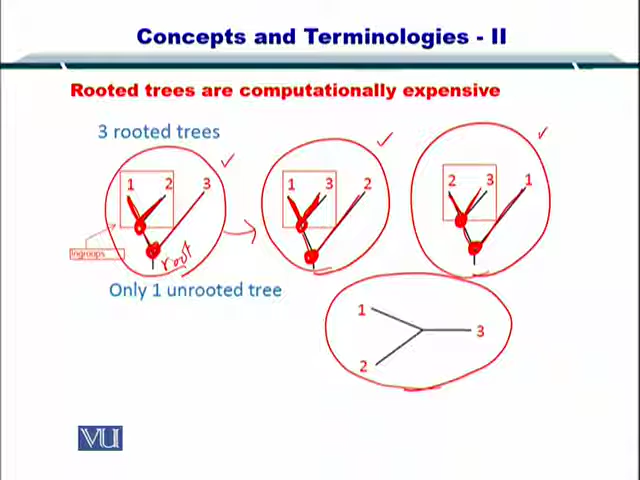 Concepts and Terminologies - II
Rooted trees are computationally expensive
3 rooted trees
1 2 3
1 3 2
2 3 1
Ingroups
root
Only 1 unrooted tree
1
3
2
VU